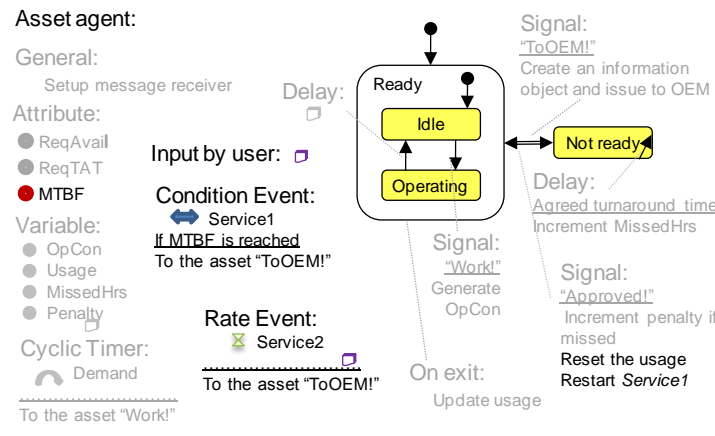 Asset agent:
General:
Setup message receiver
Attribute:
ReqAvail
ReqTAT
MTBF
Variable:
OpCon
Usage
MissedHrs
Penalty
Cyclic Timer:
Demand
To the asset “Work!”
Input by user:
Condition Event:
Service1
If MTBF is reached
To the asset “ToOEM!”
Rate Event:
Service2
To the asset “ToOEM!”
Delay:
Ready
Idle
Operating
Not ready
Signal:
“ToOEM!”
Create an information
object and issue to OEM
Delay:
Agreed turnaround time
Increment MissedHrs
Signal:
“Work!”
Generate
OpCon
Signal:
“Approved!”
Increment penalty if
missed
Reset the usage
Restart Service1
On exit:
Update usage